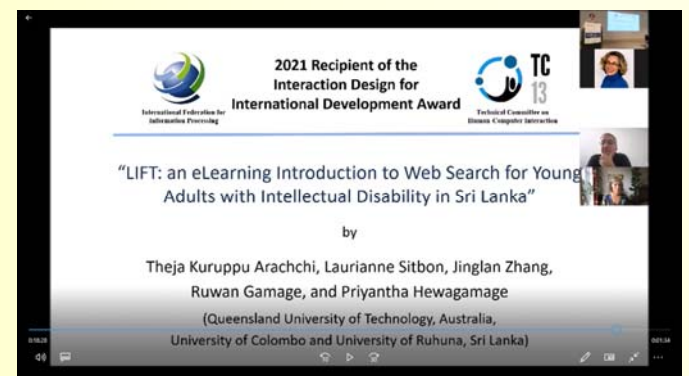 2021 Recipient of the
Interaction Design for
International Development Award
International Federation for
Information Processing
TC
13
Technical Committee on
Human Computer Interaction
“LIFT: an eLearning Introduction to Web Search for Young
Adults with Intellectual Disability in Sri Lanka”
by
Theja Kuruppu Arachchi, Laurianne Sitbon, Jinglan Zhang,
Ruwan Gamage, and Priyantha Hewagamage
(Queensland University of Technology, Australia,
University of Colombo and University of Ruhuna, Sri Lanka)